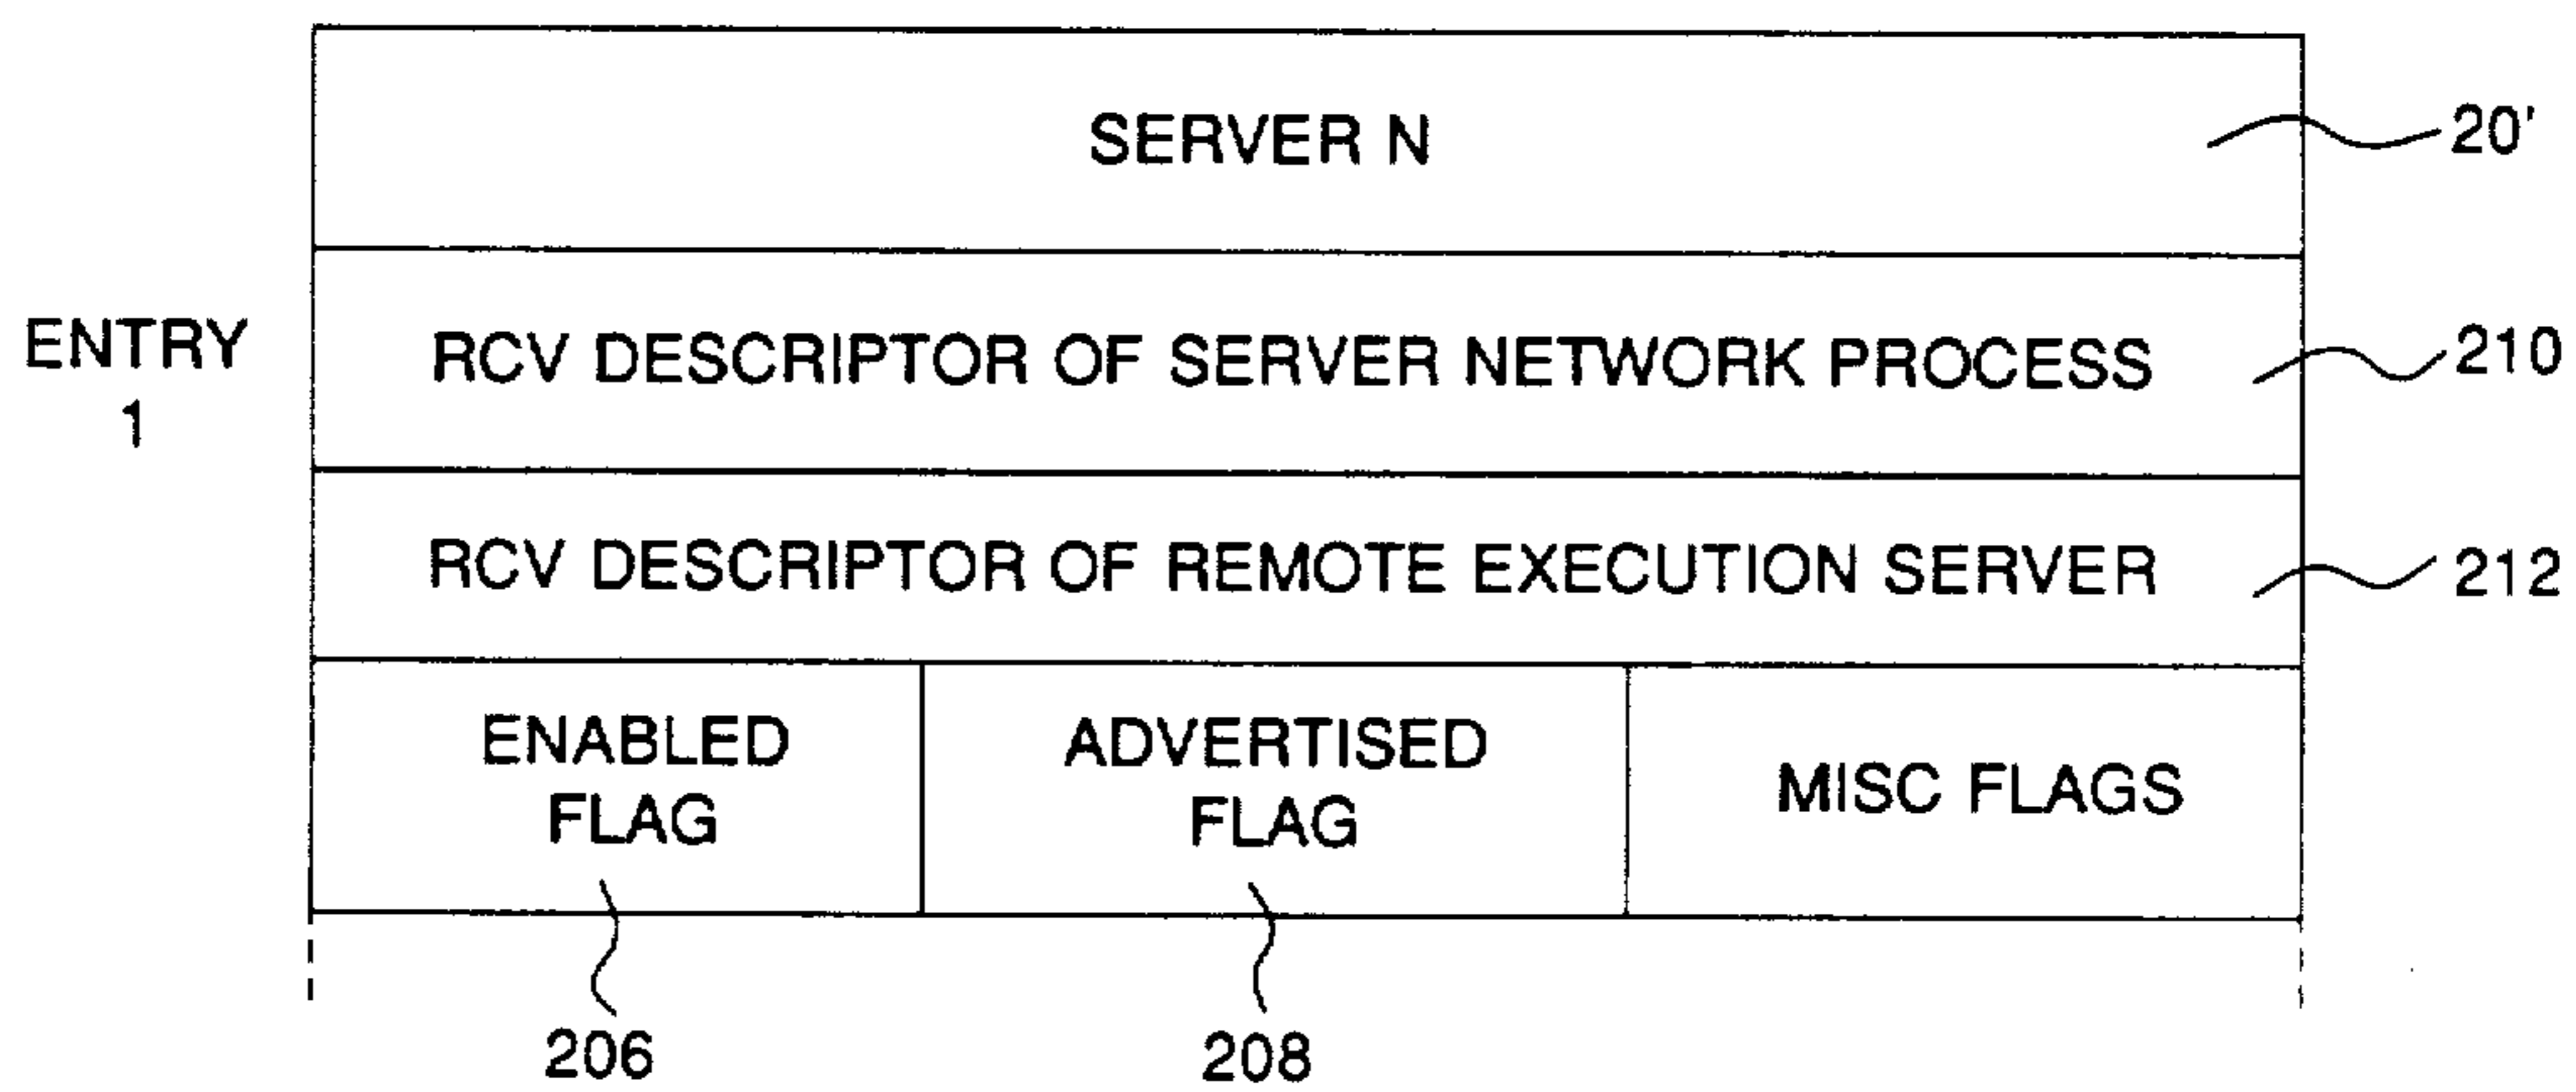 SERVER N
20'
ENTRY
1
RCV DESCRIPTOR OF SERVER NETWORK PROCESS
210
RCV DESCRIPTOR OF REMOTE EXECUTION SERVER
212
ENABLED
FLAG
ADVERTISED
FLAG
MISC FLAGS
206
208